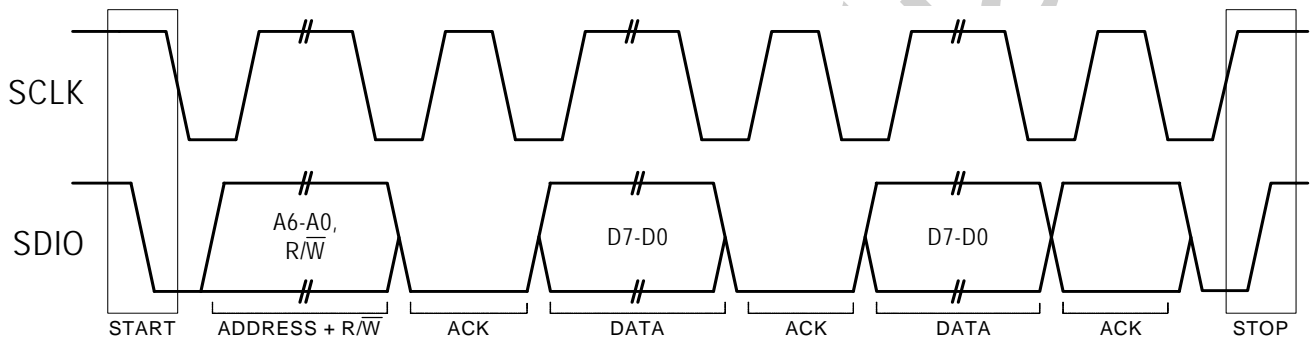 SCLK
SDIO
A6-A0,
R/W̅
D7-D0
D7-D0
START
ADDRESS + R/W̅
ACK
DATA
ACK
DATA
ACK
STOP